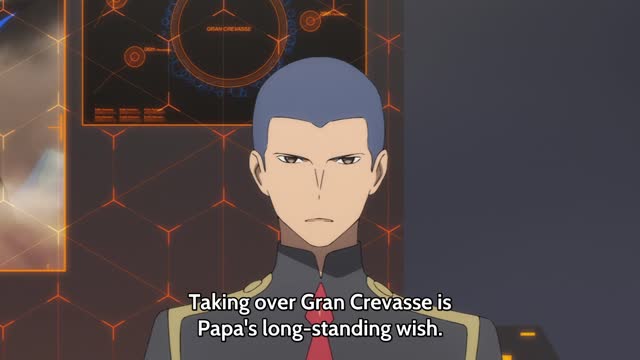 GRAN CREVASSE
Taking over Gran Crevasse is
Papa's long-standing wish.